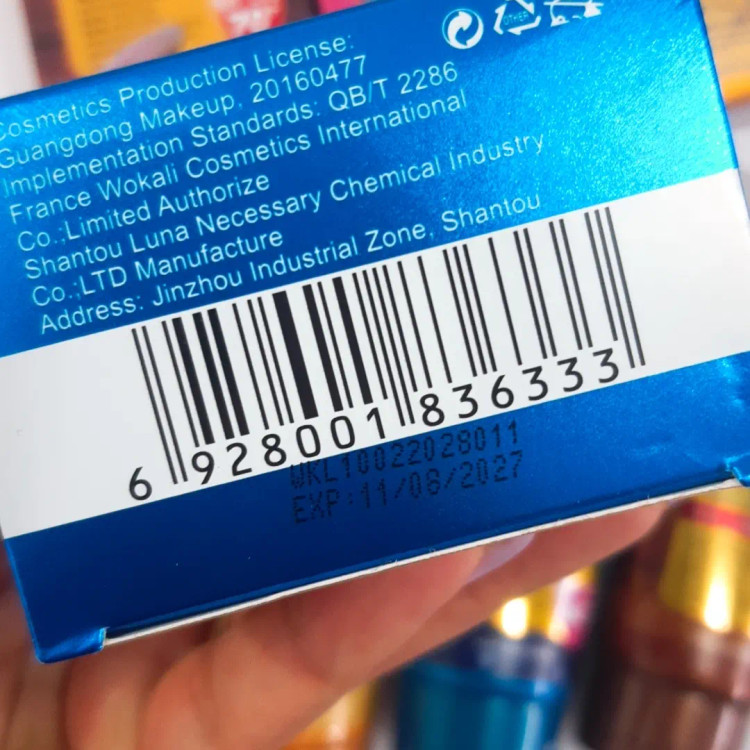 Cosmetics Production License:
Guangdong Makeup, 20160477
Implementation Standards: QB/T 2286
France Wokali Cosmetics International
Co.;Limited Authorize
Shantou Luna Necessary Chemical Industry
Co.;LTD Manufacture
Address: Jinzhou Industrial Zone, Shantou
OTHER
6 928001 836333
WKL10022028011
EXP:11/08/2027